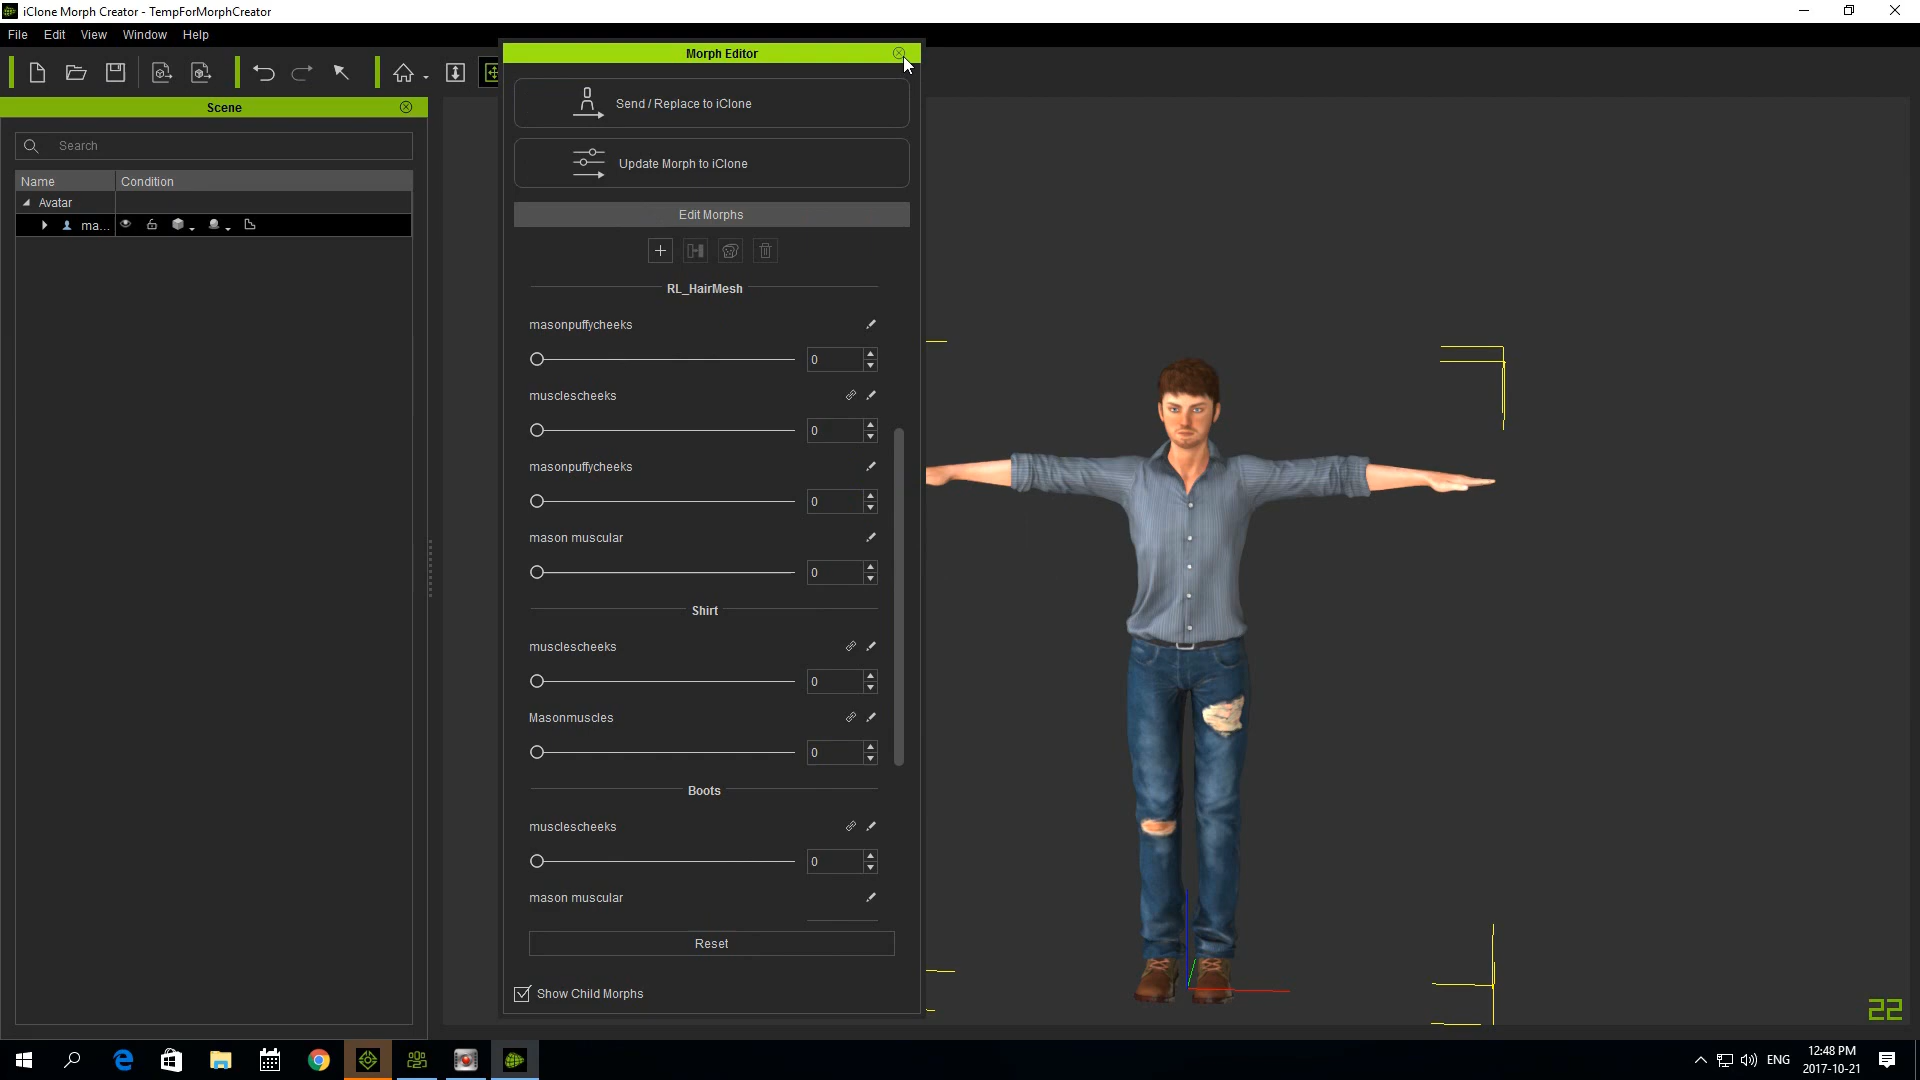 iClone Morph Creator - TempForMorphCreator
File Edit View Window Help
Scene
Search
Name Condition
Avatar
ma...
Morph Editor
Send / Replace to iClone
Update Morph to iClone
Edit Morphs
RL_HairMesh
masonpuffycheeks
0
musclescheeks
0
masonpuffycheeks
0
mason muscular
0
Shirt
musclescheeks
0
Masonmuscles
0
Boots
musclescheeks
0
mason muscular
Reset
Show Child Morphs
22
ENG
12:48 PM
2017-10-21